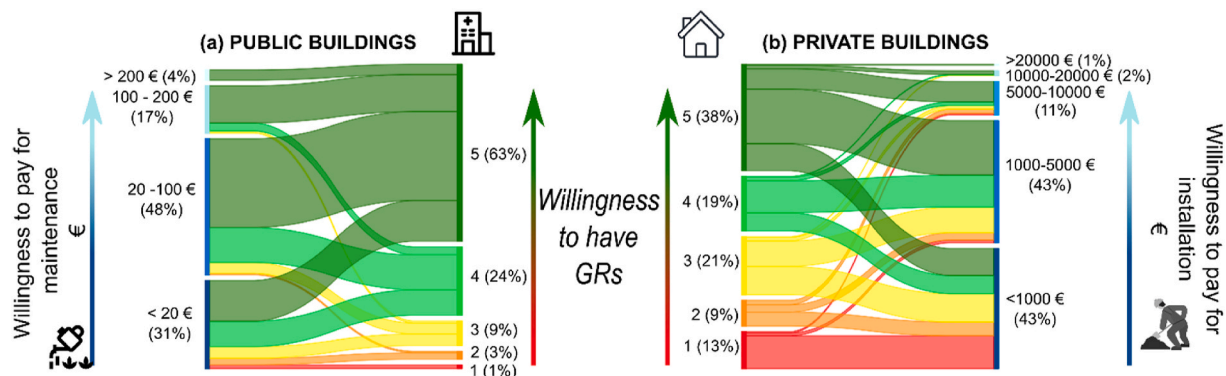 (a) PUBLIC BUILDINGS
> 200 € (4%)
100 - 200 €
(17%)
20 -100 €
(48%)
< 20 €
(31%)
Willingness to pay for
maintenance
€
5 (63%)
4 (24%)
3 (9%)
2 (3%)
1 (1%)
Willingness
to have
GRs
(b) PRIVATE BUILDINGS
5 (38%)
4 (19%)
3 (21%)
2 (9%)
1 (13%)
>20000 € (1%)
10000-20000 € (2%)
5000-10000 €
(11%)
1000-5000 €
(43%)
<1000 €
(43%)
Willingness to pay for
installation
€